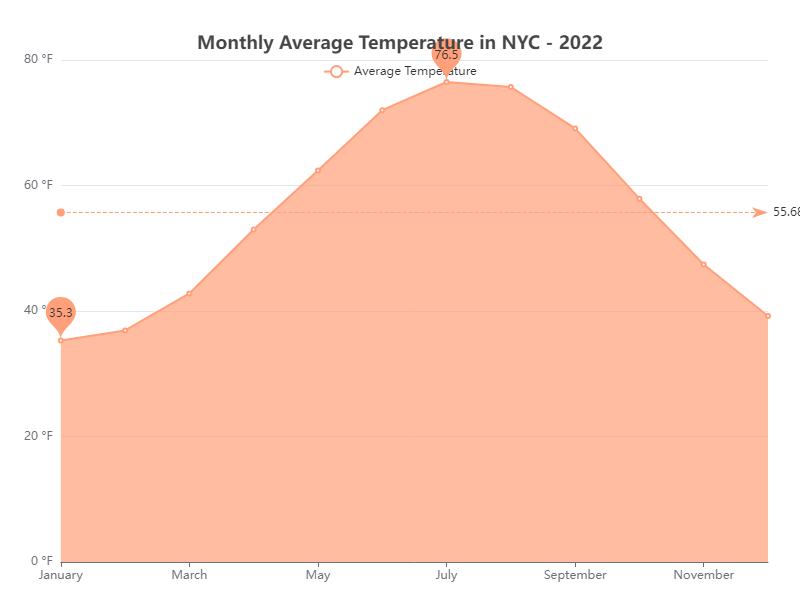 Monthly Average Temperature in NYC - 2022
76.5
Average Temperature
80 °F
60 °F
55.68
40 °
35.3
20 °F
0 °F
January March May July September November